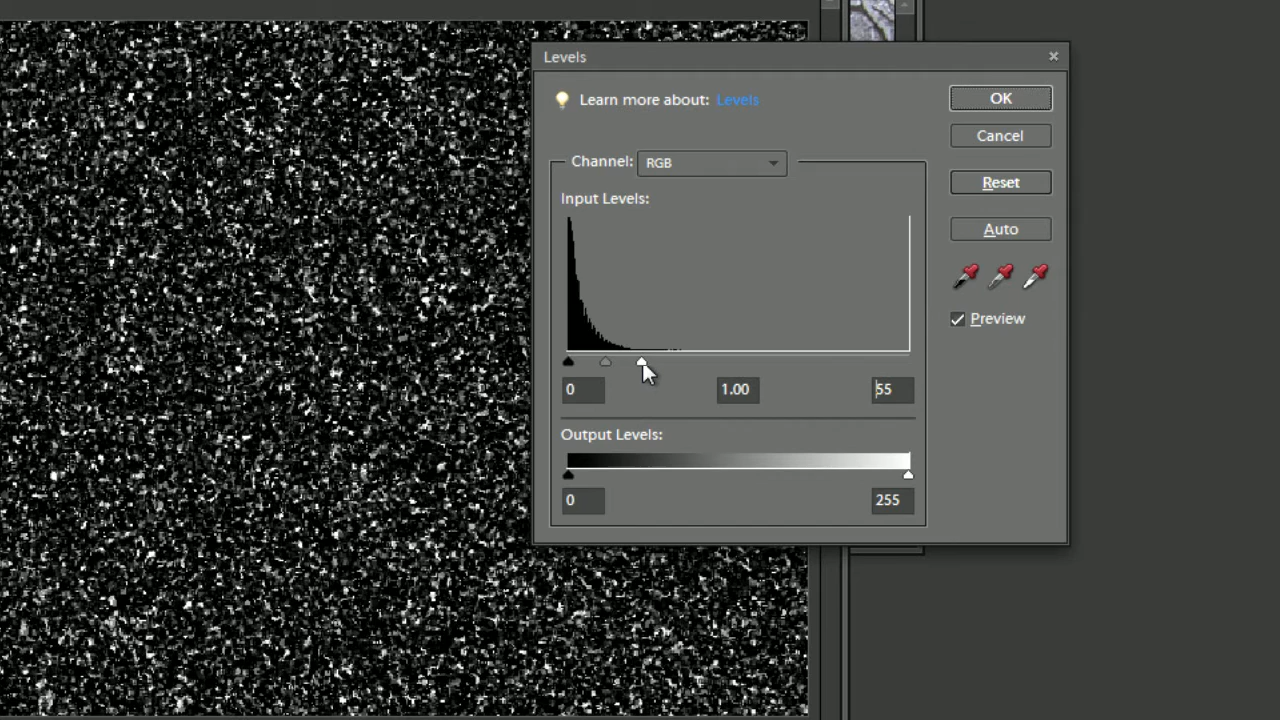 Levels
Learn more about: Levels
OK
Cancel
Channel: RGB
Reset
Input Levels:
Auto
Preview
0 1.00 55
Output Levels:
0 255